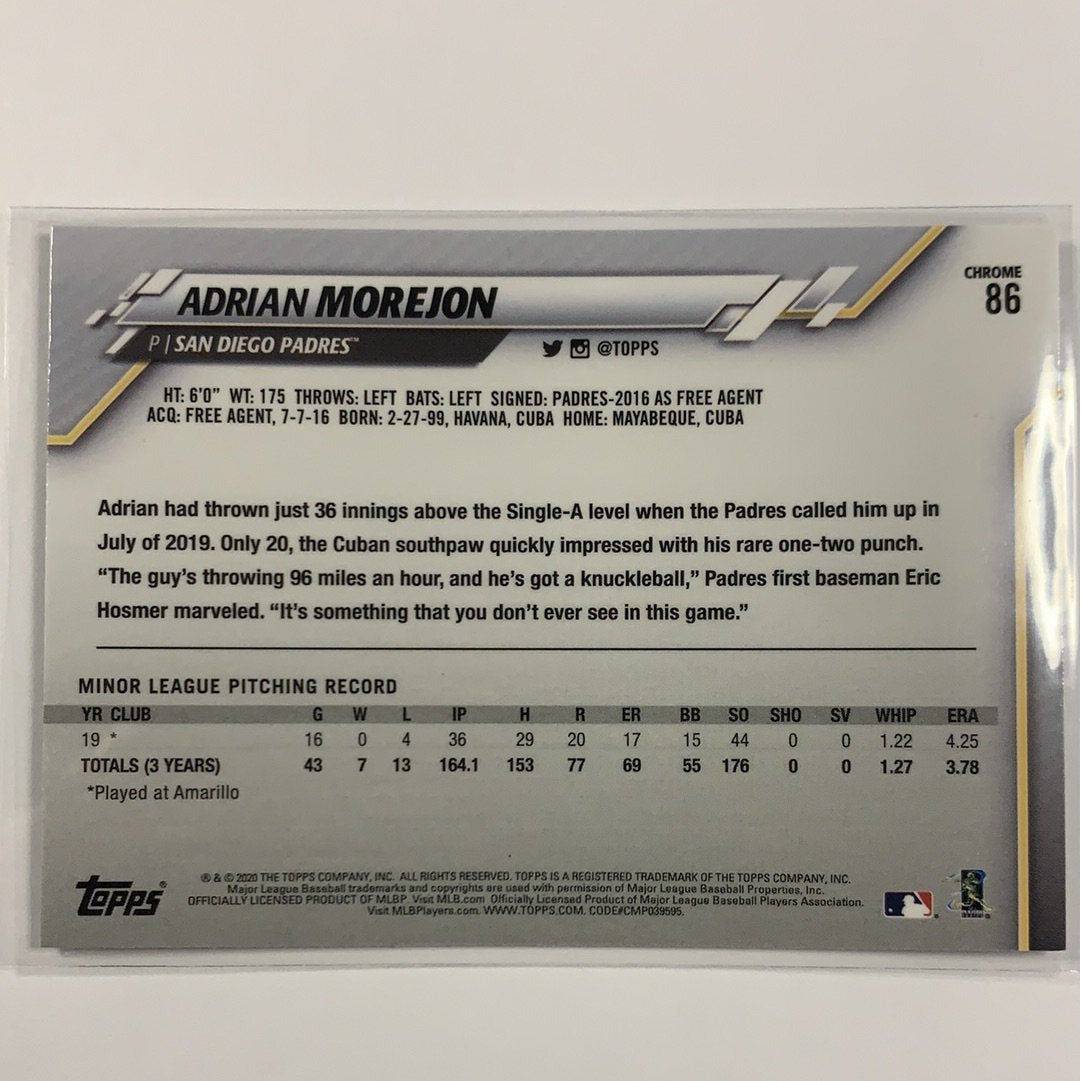 CHROME
86
ADRIAN MOREJON
P | SAN DIEGO PADRES™
@TOPPS
HT: 6'0" WT: 175 THROWS: LEFT BATS: LEFT SIGNED: PADRES-2016 AS FREE AGENT
ACQ: FREE AGENT, 7-7-16 BORN: 2-27-99, HAVANA, CUBA HOME: MAYABEQUE, CUBA
Adrian had thrown just 36 innings above the Single-A level when the Padres called him up in
July of 2019. Only 20, the Cuban southpaw quickly impressed with his rare one-two punch.
“The guy’s throwing 96 miles an hour, and he’s got a knuckleball,” Padres first baseman Eric
Hosmer marveled. “It’s something that you don’t ever see in this game.”
MINOR LEAGUE PITCHING RECORD
YR CLUB G W L IP H R ER BB SO SHO SV WHIP ERA
19 * 16 0 4 36 29 20 17 15 44 0 0 1.22 4.25
TOTALS (3 YEARS) 43 7 13 164.1 153 77 69 55 176 0 0 1.27 3.78
*Played at Amarillo
topps®
® & © 2020 THE TOPPS COMPANY, INC. ALL RIGHTS RESERVED. TOPPS IS A REGISTERED TRADEMARK OF THE TOPPS COMPANY, INC.
Major League Baseball trademarks and copyrights are used with permission of Major League Baseball Properties, Inc.
OFFICIALLY LICENSED PRODUCT OF MLBP. Visit MLB.com Officially Licensed Product of Major League Baseball Players Association.
Visit MLBPlayers.com. WWW.TOPPS.COM. CODE#CMP039595.